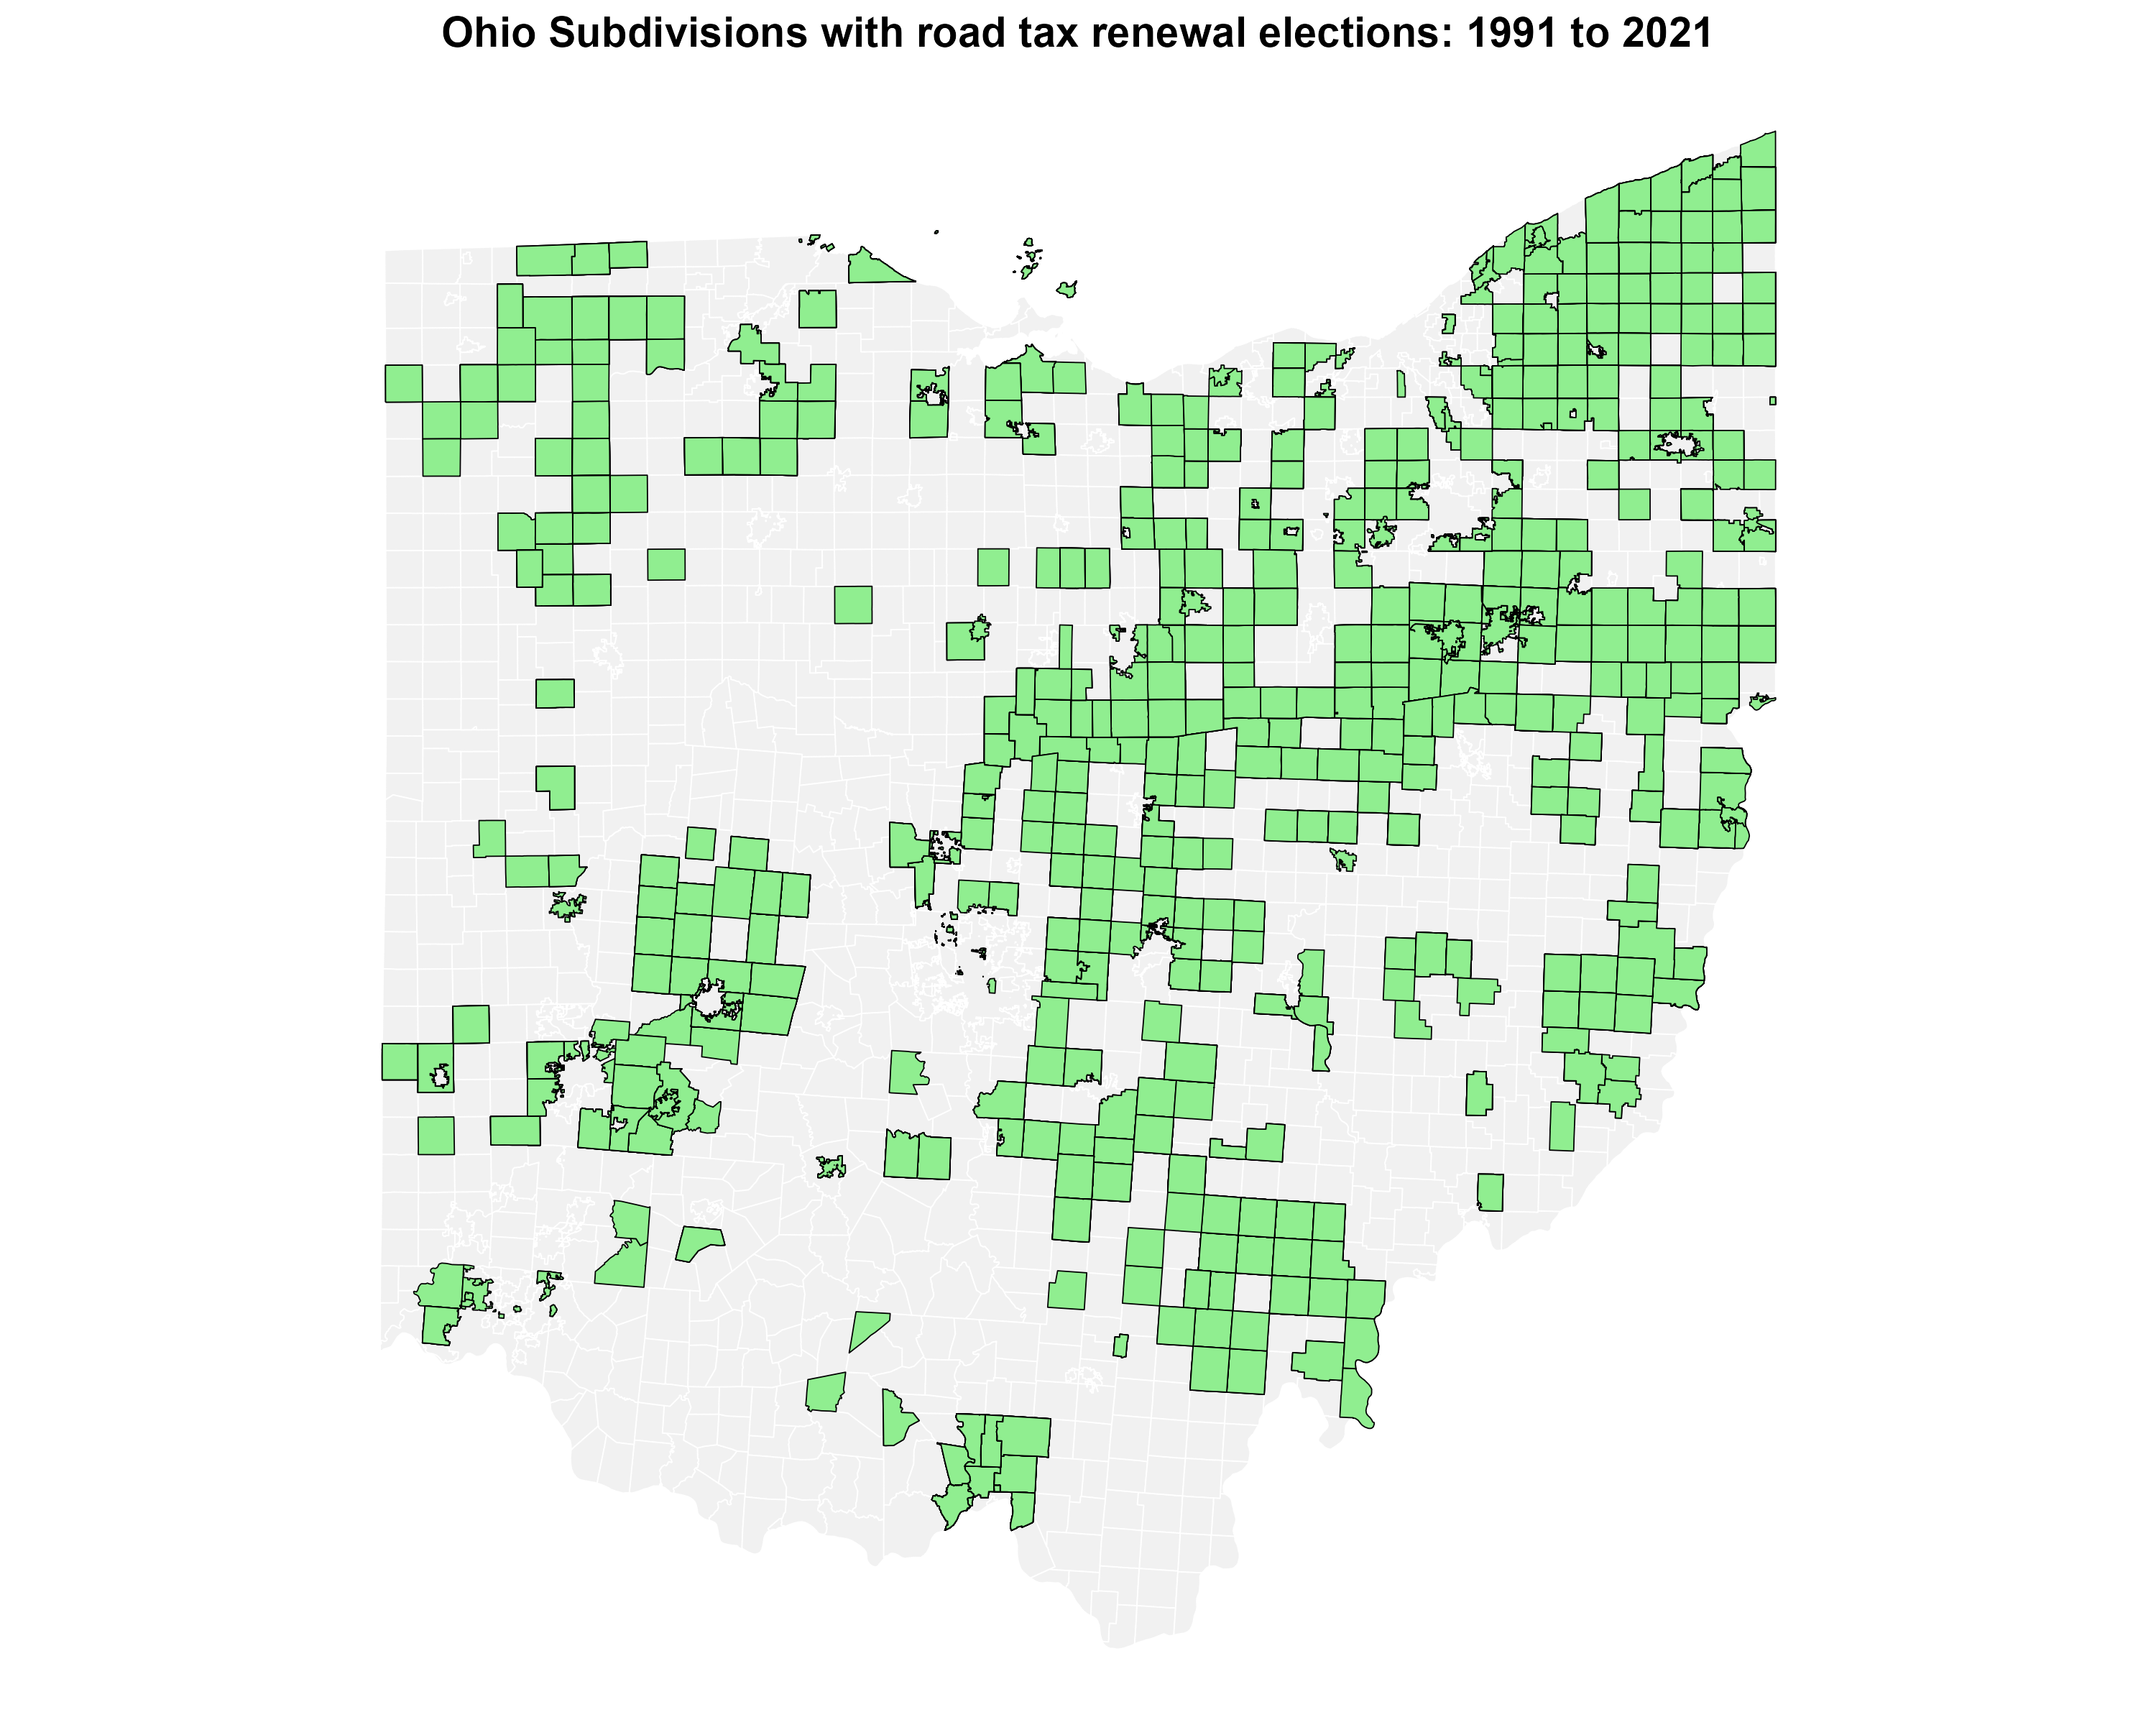 Ohio Subdivisions with road tax renewal elections: 1991 to 2021